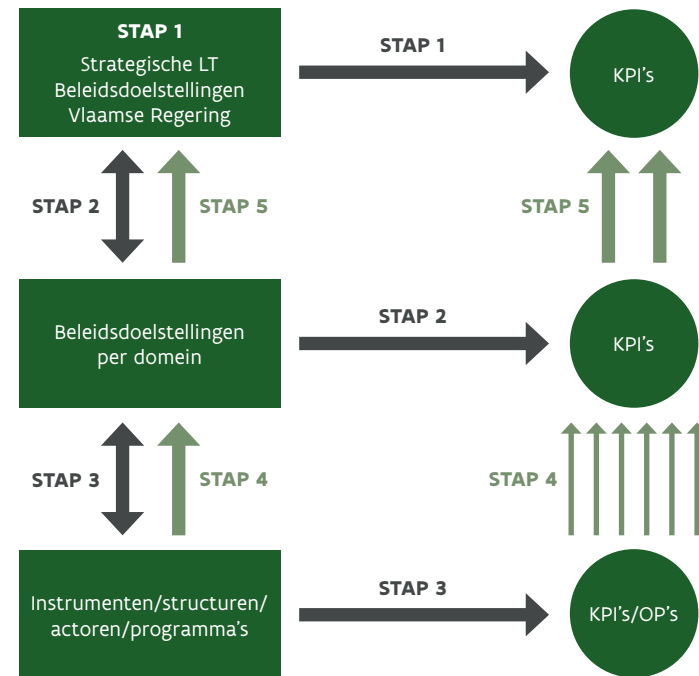 STAP 1
Strategische LT
Beleidsdoelstellingen
Vlaamse Regering
STAP 1
KPI's
STAP 2
STAP 5
STAP 5
Beleidsdoelstellingen
per domein
STAP 2
KPI's
STAP 3
STAP 4
STAP 4
Instrumenten/structuren/
actoren/programma's
STAP 3
KPI's/OP's